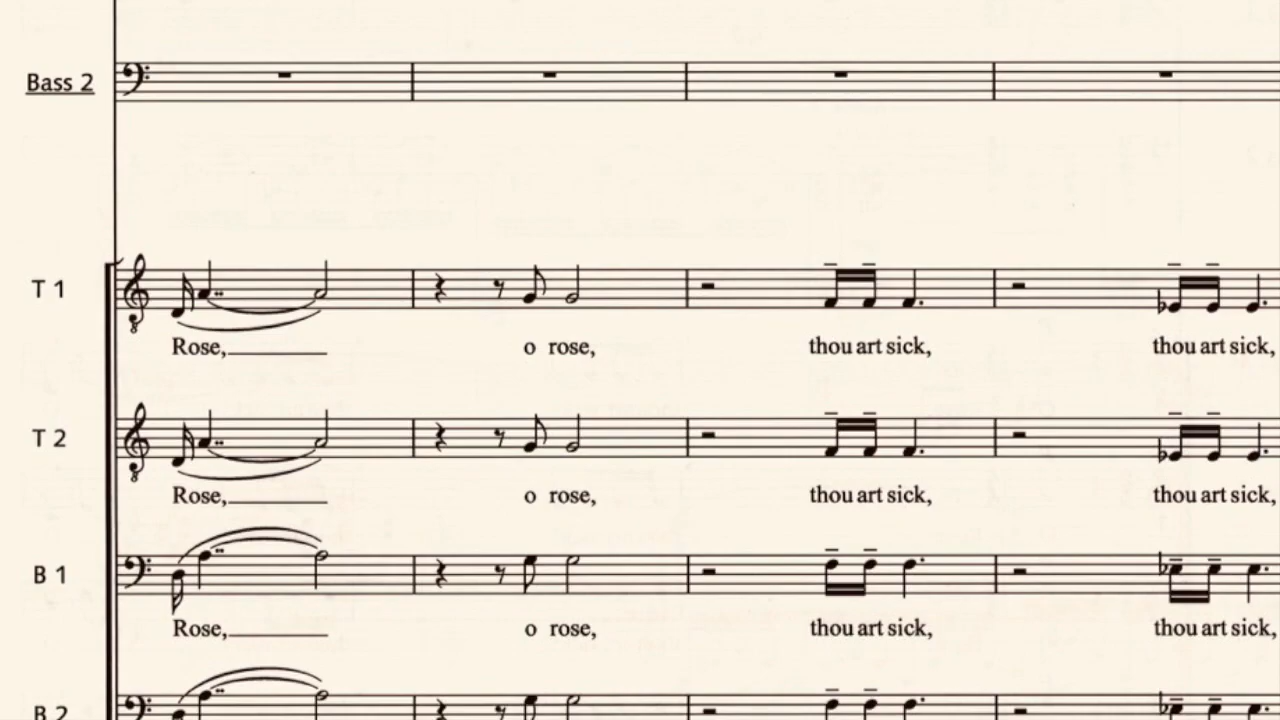 Bass 2
T 1
Rose, o rose, thou art sick, thou art sick,
T 2
Rose, o rose, thou art sick, thou art sick,
B 1
Rose, o rose, thou art sick, thou art sick,
B 2